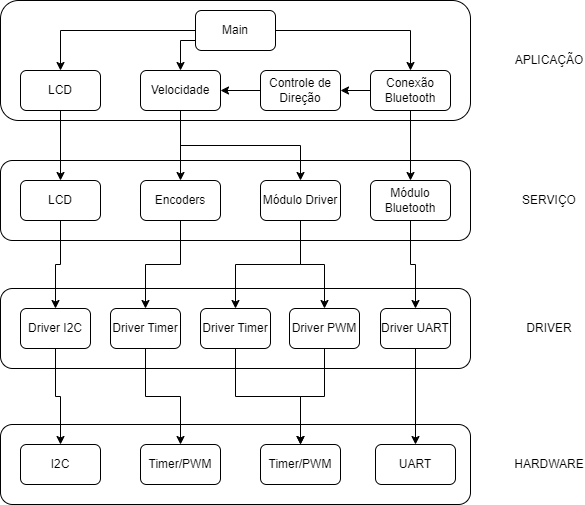 Main
APLICAÇÃO
LCD
Velocidade
Controle de
Direção
Conexão
Bluetooth
LCD
Encoders
Módulo Driver
Módulo
Bluetooth
SERVIÇO
Driver I2C
Driver Timer
Driver Timer
Driver PWM
Driver UART
DRIVER
I2C
Timer/PWM
Timer/PWM
UART
HARDWARE